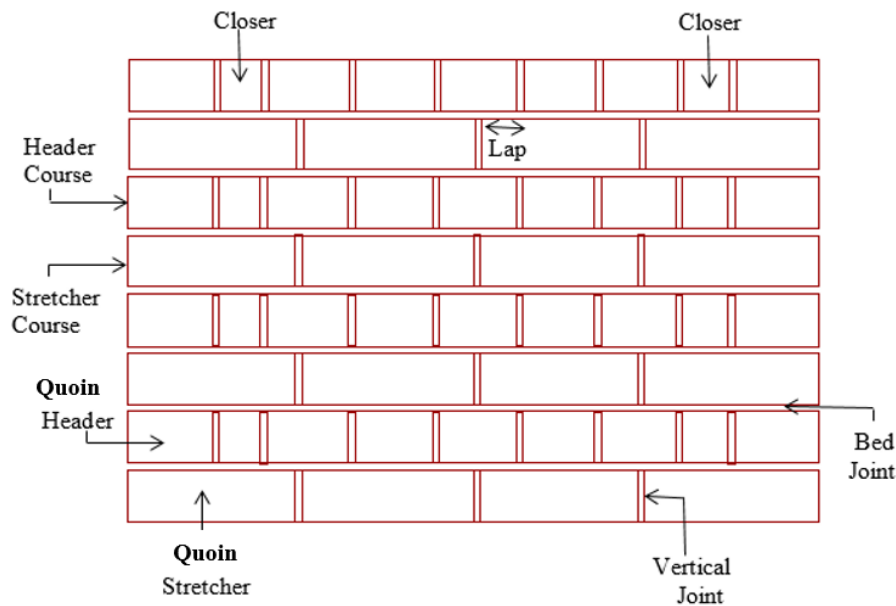 Closer
Closer
Lap
Header
Course
Stretcher
Course
Quoin
Header
Bed
Joint
Quoin
Stretcher
Vertical
Joint